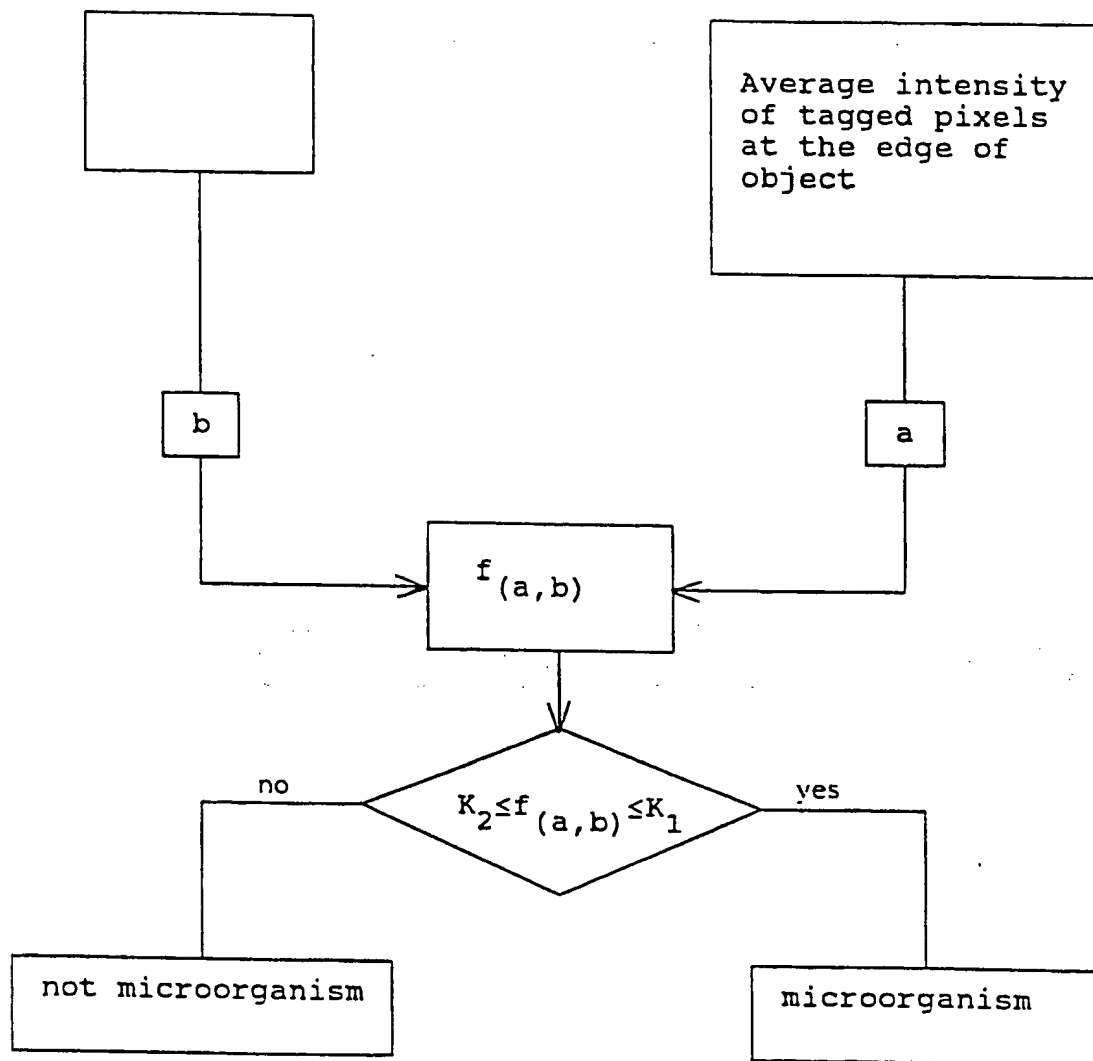 Average intensity
of tagged pixels
at the edge of
object
b
a
f(a,b)
no
yes
K2≤f(a,b)≤K1
not microorganism
microorganism